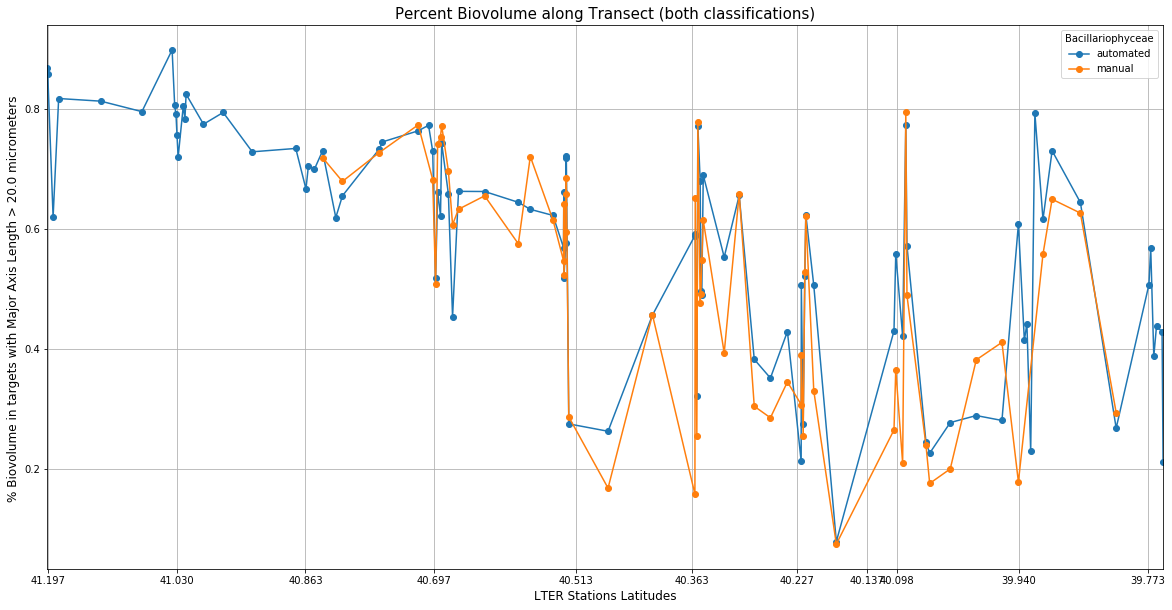 Percent Biovolume along Transect (both classifications)
% Biovolume in targets with Major Axis Length > 20.0 micrometers
0.8
0.6
0.4
0.2
Bacillariophyceae
automated
manual
41.197 41.030 40.863 40.697 40.513 40.363 40.227 40.137 40.098 39.940 39.773
LTER Stations Latitudes